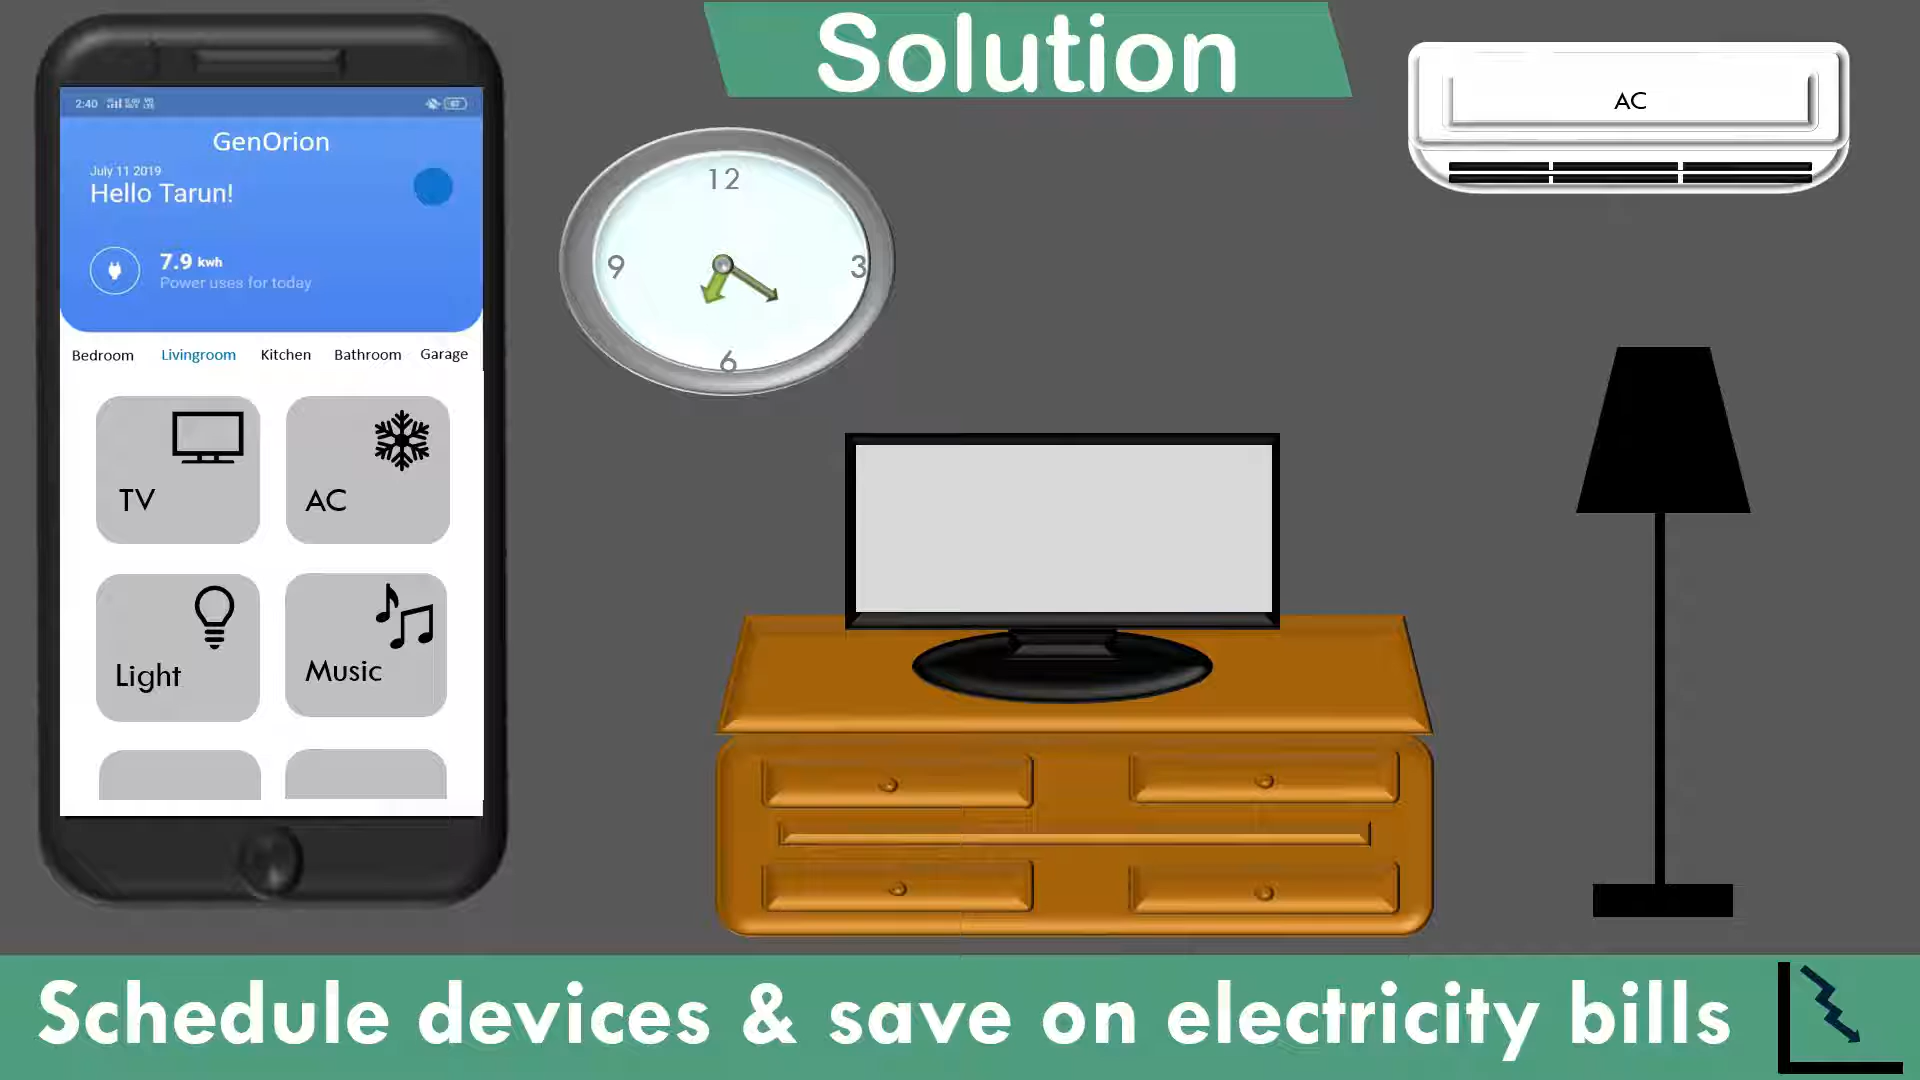 Solution
2:40
67
GenOrion
July 11 2019
Hello Tarun!
7.9 kwh
Power uses for today
Bedroom Livingroom Kitchen Bathroom Garage
TV
AC
Light
Music
12
9
3
6
AC
Schedule devices & save on electricity bills